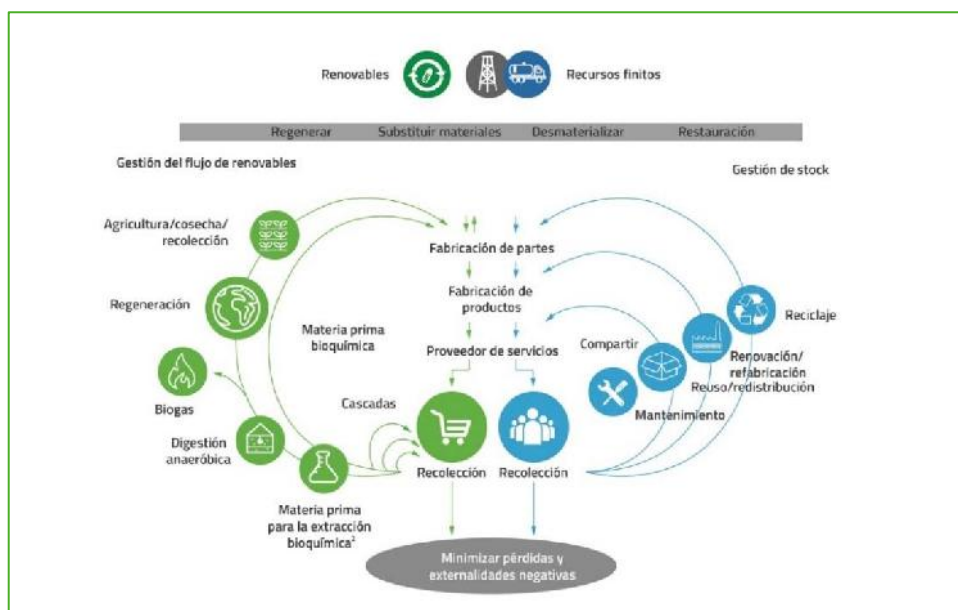 Renovables
Recursos finitos
Regenerar Substituir materiales Desmaterializar Restauración
Gestión del flujo de renovables
Gestión de stock
Agricultura/cosecha/
recolección
Fabricación de partes
Regeneración
Fabricación de
productos
Reciclaje
Materia prima
bioquímica
Proveedor de servicios
Compartir
Renovación/
refabricación
Reuso/redistribución
Biogas
Cascadas
Mantenimiento
Digestión
anaeróbica
Recolección
Recolección
Materia prima
para la extracción
bioquímica²
Minimizar pérdidas y
externalidades negativas